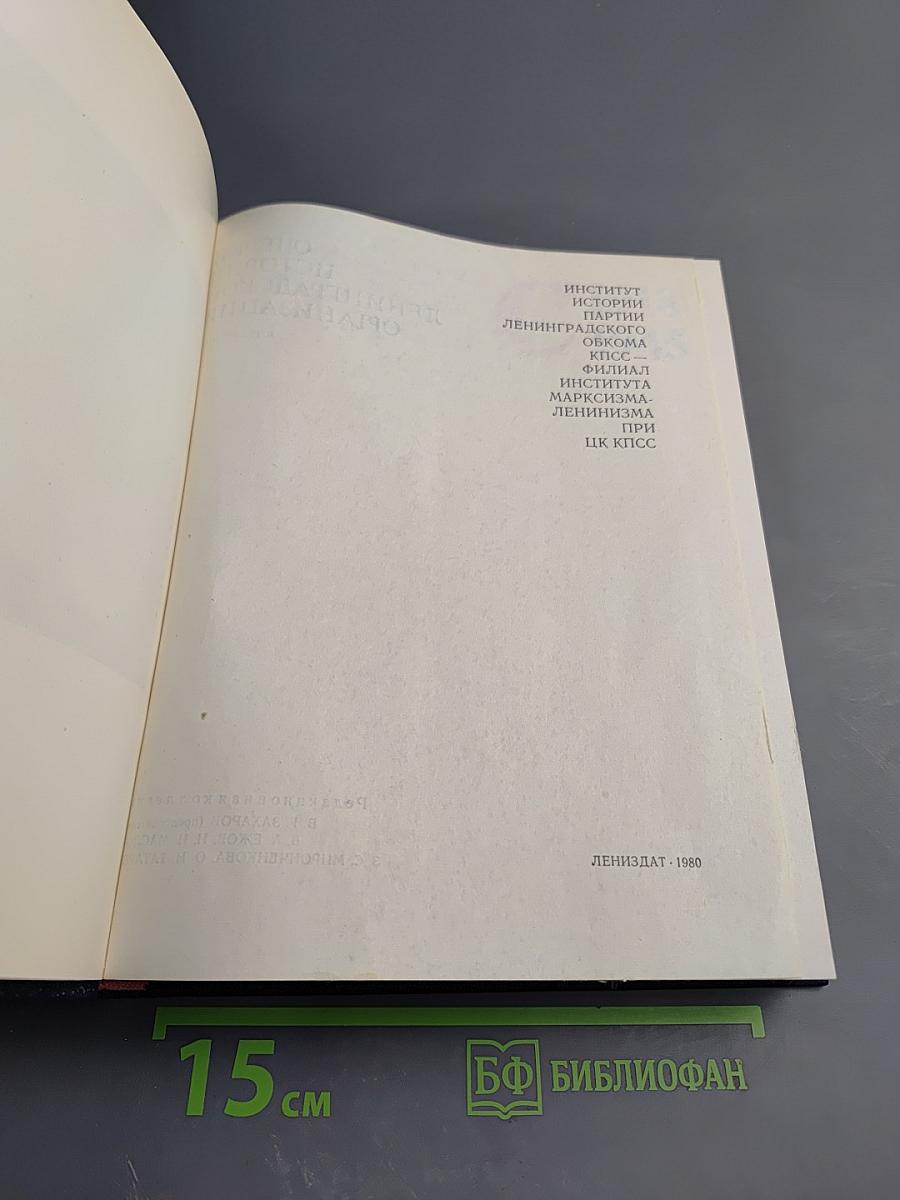 ИНСТИТУТ
ИСТОРИИ
ПАРТИИ
ЛЕНИНГРАДСКОГО
ОБКОМА
КПСС —
ФИЛИАЛ
ИНСТИТУТА
МАРКСИЗМА-
ЛЕНИНИЗМА
ПРИ
ЦК КПСС
ЛЕНИЗДАТ · 1980
15 см
БФ БИБЛИОФАН